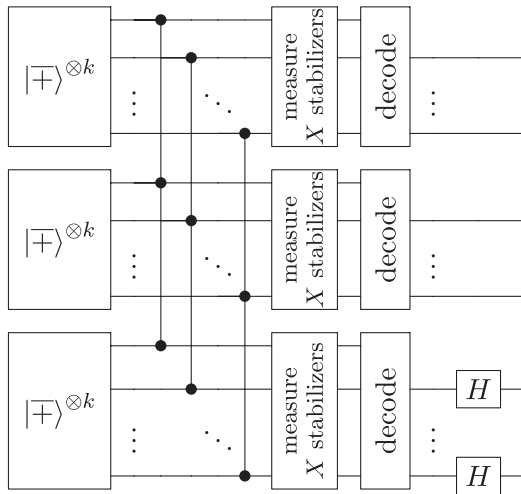 |+̅⟩⊗k
measure
X stabilizers
decode
|+̅⟩⊗k
measure
X stabilizers
decode
|+̅⟩⊗k
measure
X stabilizers
decode
H
H